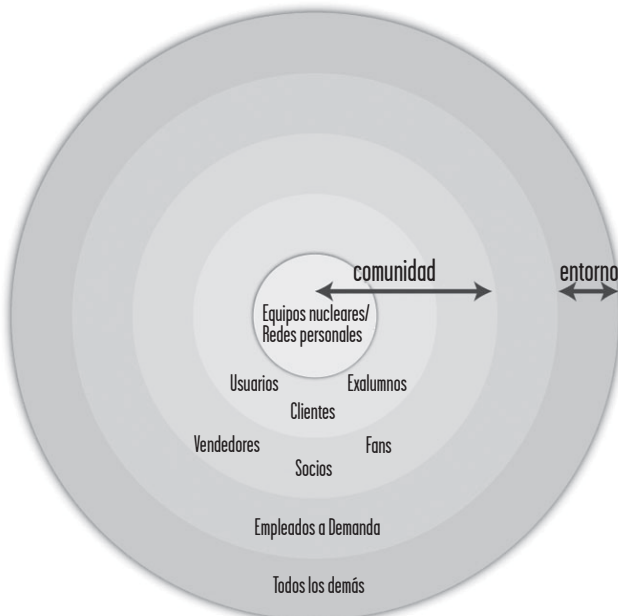 comunidad
entorno
Equipos nucleares/
Redes personales
Usuarios
Exalumnos
Clientes
Vendedores
Fans
Socios
Empleados a Demanda
Todos los demás